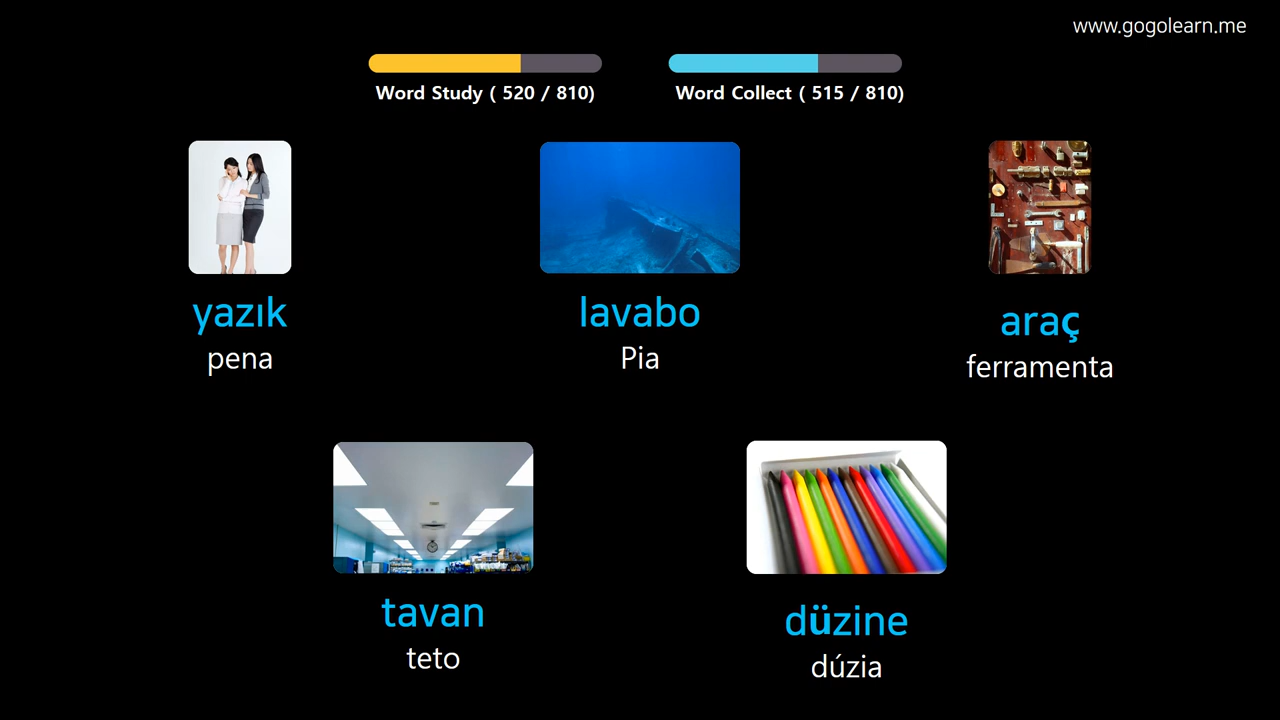 www.gogolearn.me
Word Study ( 520 / 810)
Word Collect ( 515 / 810)
yazık
pena
lavabo
Pia
araç
ferramenta
tavan
teto
düzine
dúzia